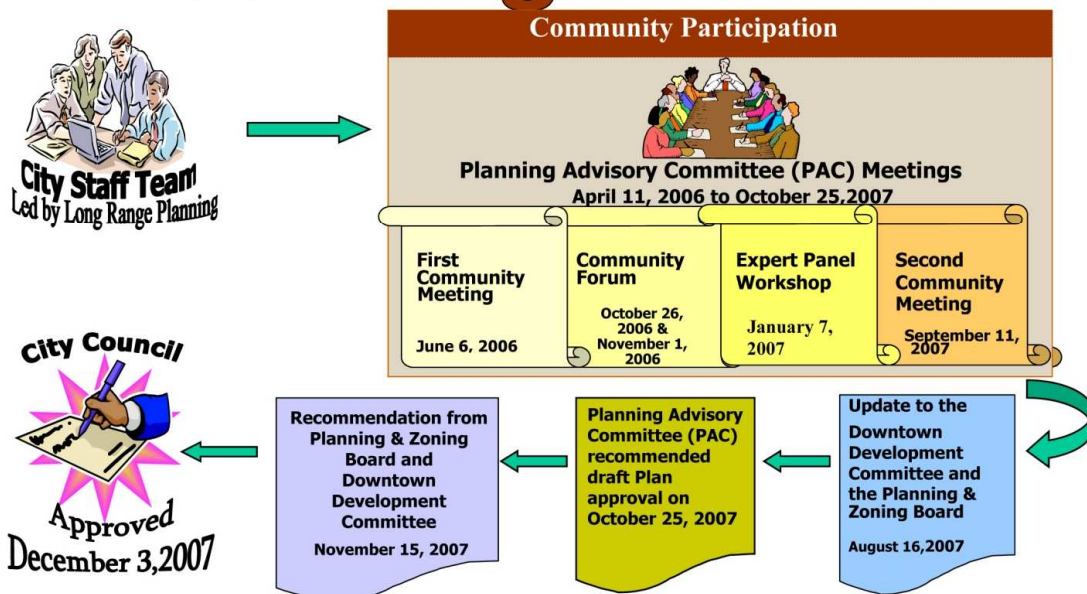 Community Participation
City Staff Team
Led by Long Range Planning
Planning Advisory Committee (PAC) Meetings
April 11, 2006 to October 25,2007
First
Community
Meeting
June 6, 2006
Community
Forum
October 26,
2006 &
November 1,
2006
Expert Panel
Workshop
January 7,
2007
Second
Community
Meeting
September 11,
2007
Update to the
Downtown
Development
Committee and
the Planning &
Zoning Board
August 16,2007
Planning Advisory
Committee (PAC)
recommended
draft Plan
approval on
October 25, 2007
Recommendation from
Planning & Zoning
Board and
Downtown
Development
Committee
November 15, 2007
City Council
Approved
December 3,2007